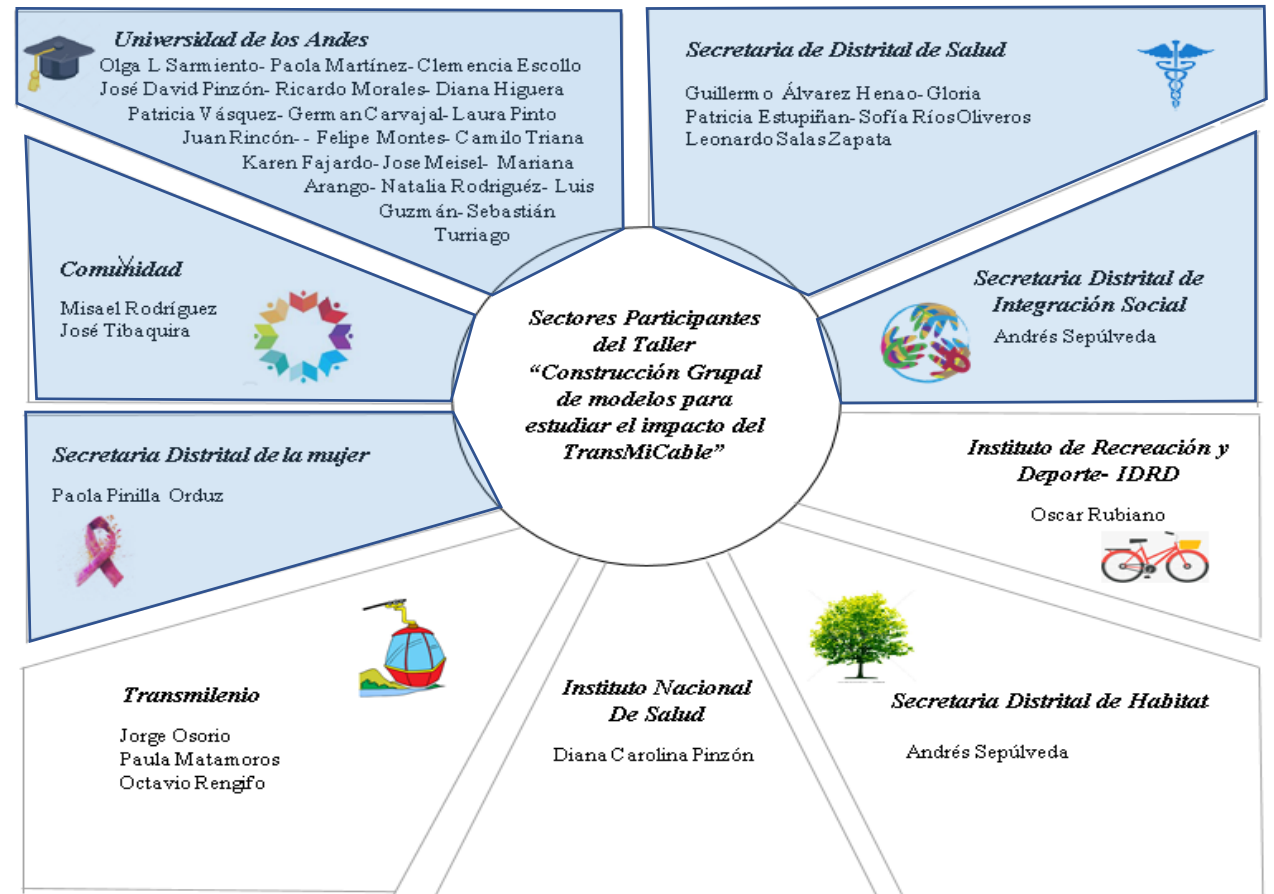 Universidad de los Andes
Olga L Sarmiento- Paola Martínez- Clemencia Escollo
José David Pinzón- Ricardo Morales- Diana Higuera
Patricia Vásquez- German Carvajal- Laura Pinto
Juan Rincón- - Felipe Montes- Camilo Triana
Karen Fajardo- Jose Meisel- Mariana
Arango- Natalia Rodriguéz- Luis
Guzmán- Sebastián
Turriago
Secretaria de Distrital de Salud
Guillermo Álvarez Henao- Gloria
Patricia Estupiñan- Sofía Ríos Oliveros
Leonardo Salas Zapata
Comunidad
Misael Rodríguez
José Tibaquira
Secretaria Distrital de
Integración Social
Andrés Sepúlveda
Sectores Participantes
del Taller
“Construcción Grupal
de modelos para
estudiar el impacto del
TransMiCable”
Secretaria Distrital de la mujer
Paola Pinilla Orduz
Instituto de Recreación y
Deporte- IDRD
Oscar Rubiano
Transmilenio
Jorge Osorio
Paula Matamoros
Octavio Rengifo
Instituto Nacional
De Salud
Diana Carolina Pinzón
Secretaria Distrital de Habitat
Andrés Sepúlveda